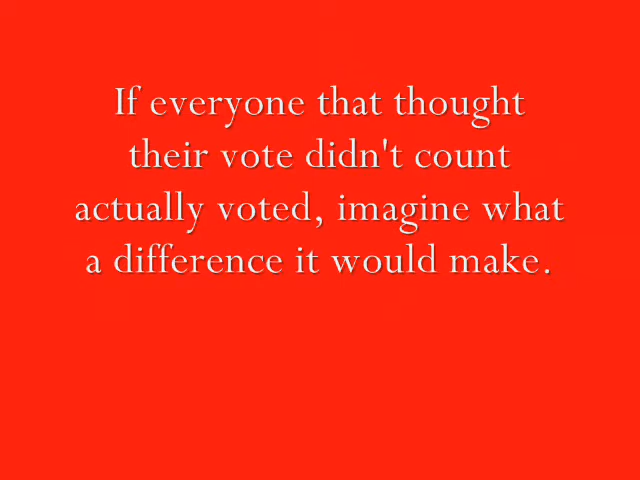 If everyone that thought
their vote didn't count
actually voted, imagine what
a difference it would make.